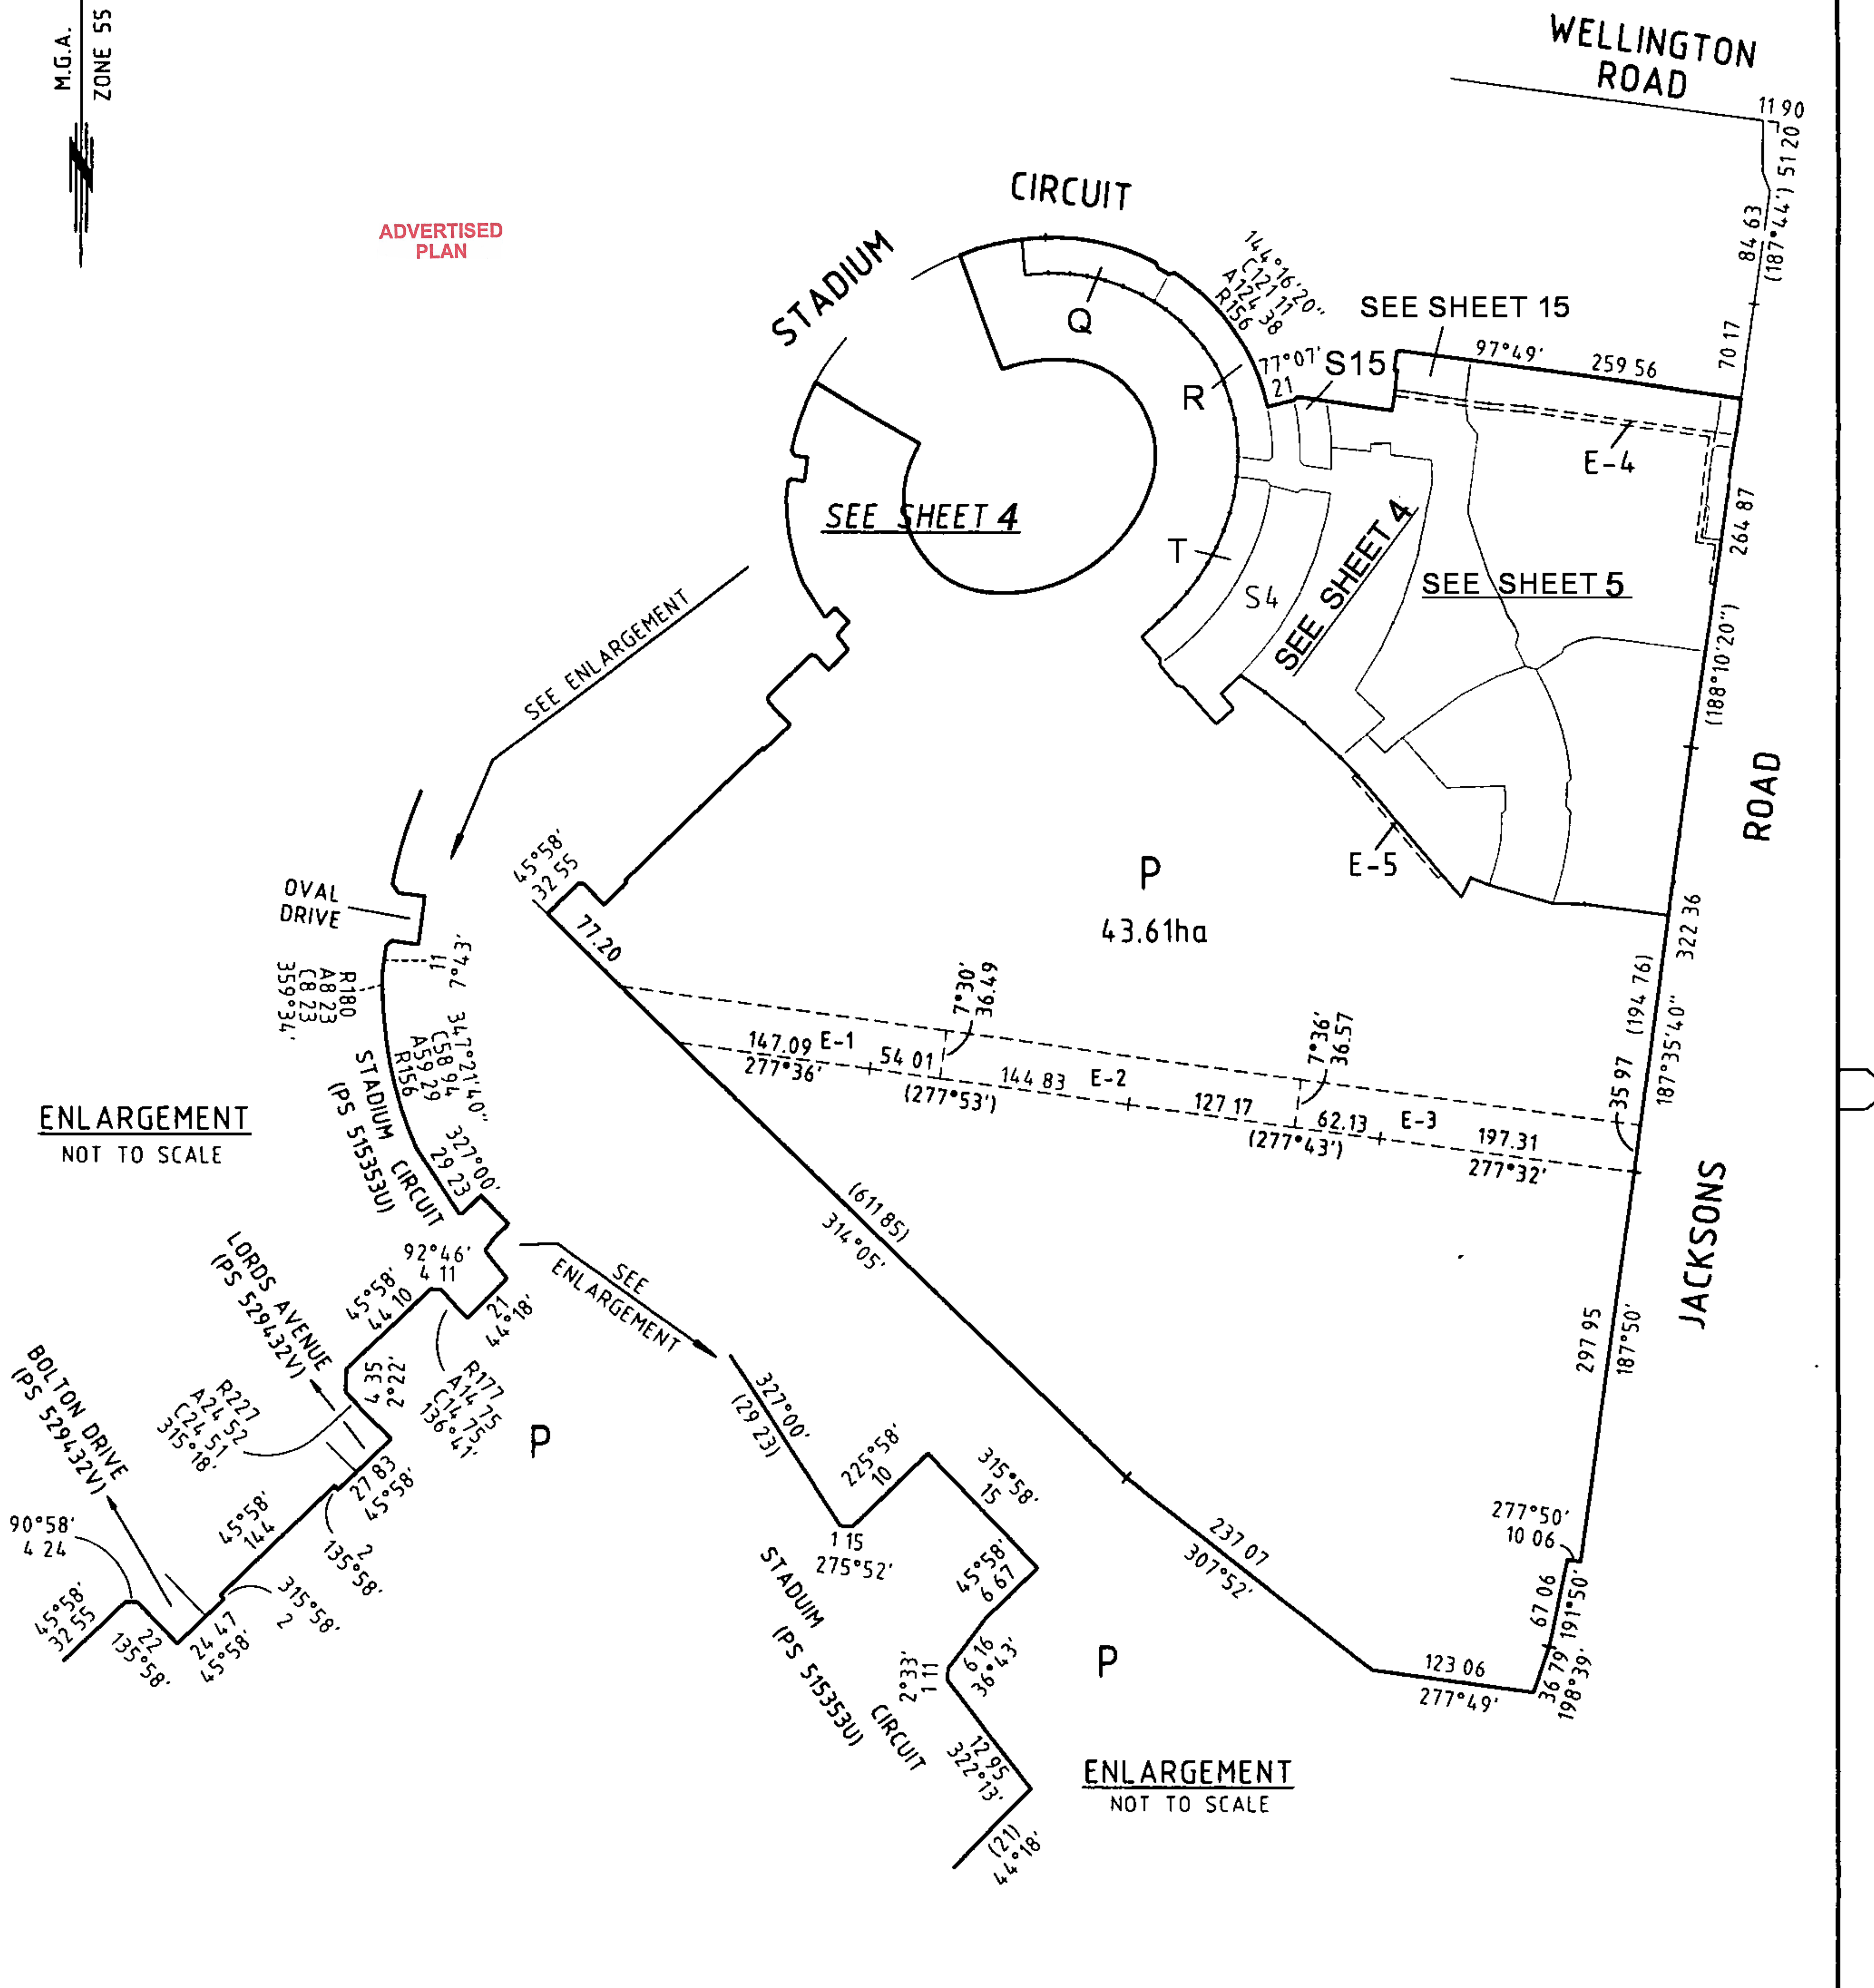 M.G.A.
ZONE 55
ADVERTISED
PLAN
WELLINGTON
ROAD
11 90
(187°44') 51 20
84 63
70 17
STADIUM
CIRCUIT
144°16'20"
C121 11
A124 38
R156
77°07'
21
S15
SEE SHEET 15
97°49'
259 56
Q
R
T
E-4
264 87
(188°10'20")
SEE SHEET 4
S4
SEE SHEET 4
SEE SHEET 5
SEE ENLARGEMENT
ROAD
E-5
P
43.61ha
322 36
(194 76)
187°35'40"
35 97
45°58'
32 55
77.20
7°30'
36.49
7°36'
36.57
147.09
277°36'
E-1
54 01
(277°53')
144 83
E-2
127 17
(277°43')
62.13
E-3
197.31
277°32'
(611 85)
314°05'
JACKSONS
297 95
187°50'
277°50'
10 06
67 06
191°50'
36 79
198°39'
237 07
307°52'
123 06
277°49'
OVAL
DRIVE
11
7°43'
R180
A8 23
C8 23
359°34'
347°21'40"
C58 94
A59 29
R156
STADIUM CIRCUIT
(PS 515353U)
327°00'
29 23
ENLARGEMENT
NOT TO SCALE
92°46'
4 11
45°58'
44 10
21
44°18'
LORDS AVENUE
(PS 529432V)
4 35
2°22'
R177
A14 75
C14 75
136°41'
BOLTON DRIVE
(PS 529432V)
R227
A24 52
C24 51
315°18'
27 83
45°58'
P
45°58'
144
2
135°58'
90°58'
4 24
315°58'
2
45°58'
32 55
22
135°58'
24 47
45°58'
SEE
ENLARGEMENT
327°00'
(29 23)
225°58'
10
315°58'
15
1 15
275°52'
45°58'
6 67
STADUIM
CIRCUIT
(PS 515353U)
6 16
36°43'
2°33'
1 11
P
12 95
322°13'
(21)
44°18'
ENLARGEMENT
NOT TO SCALE